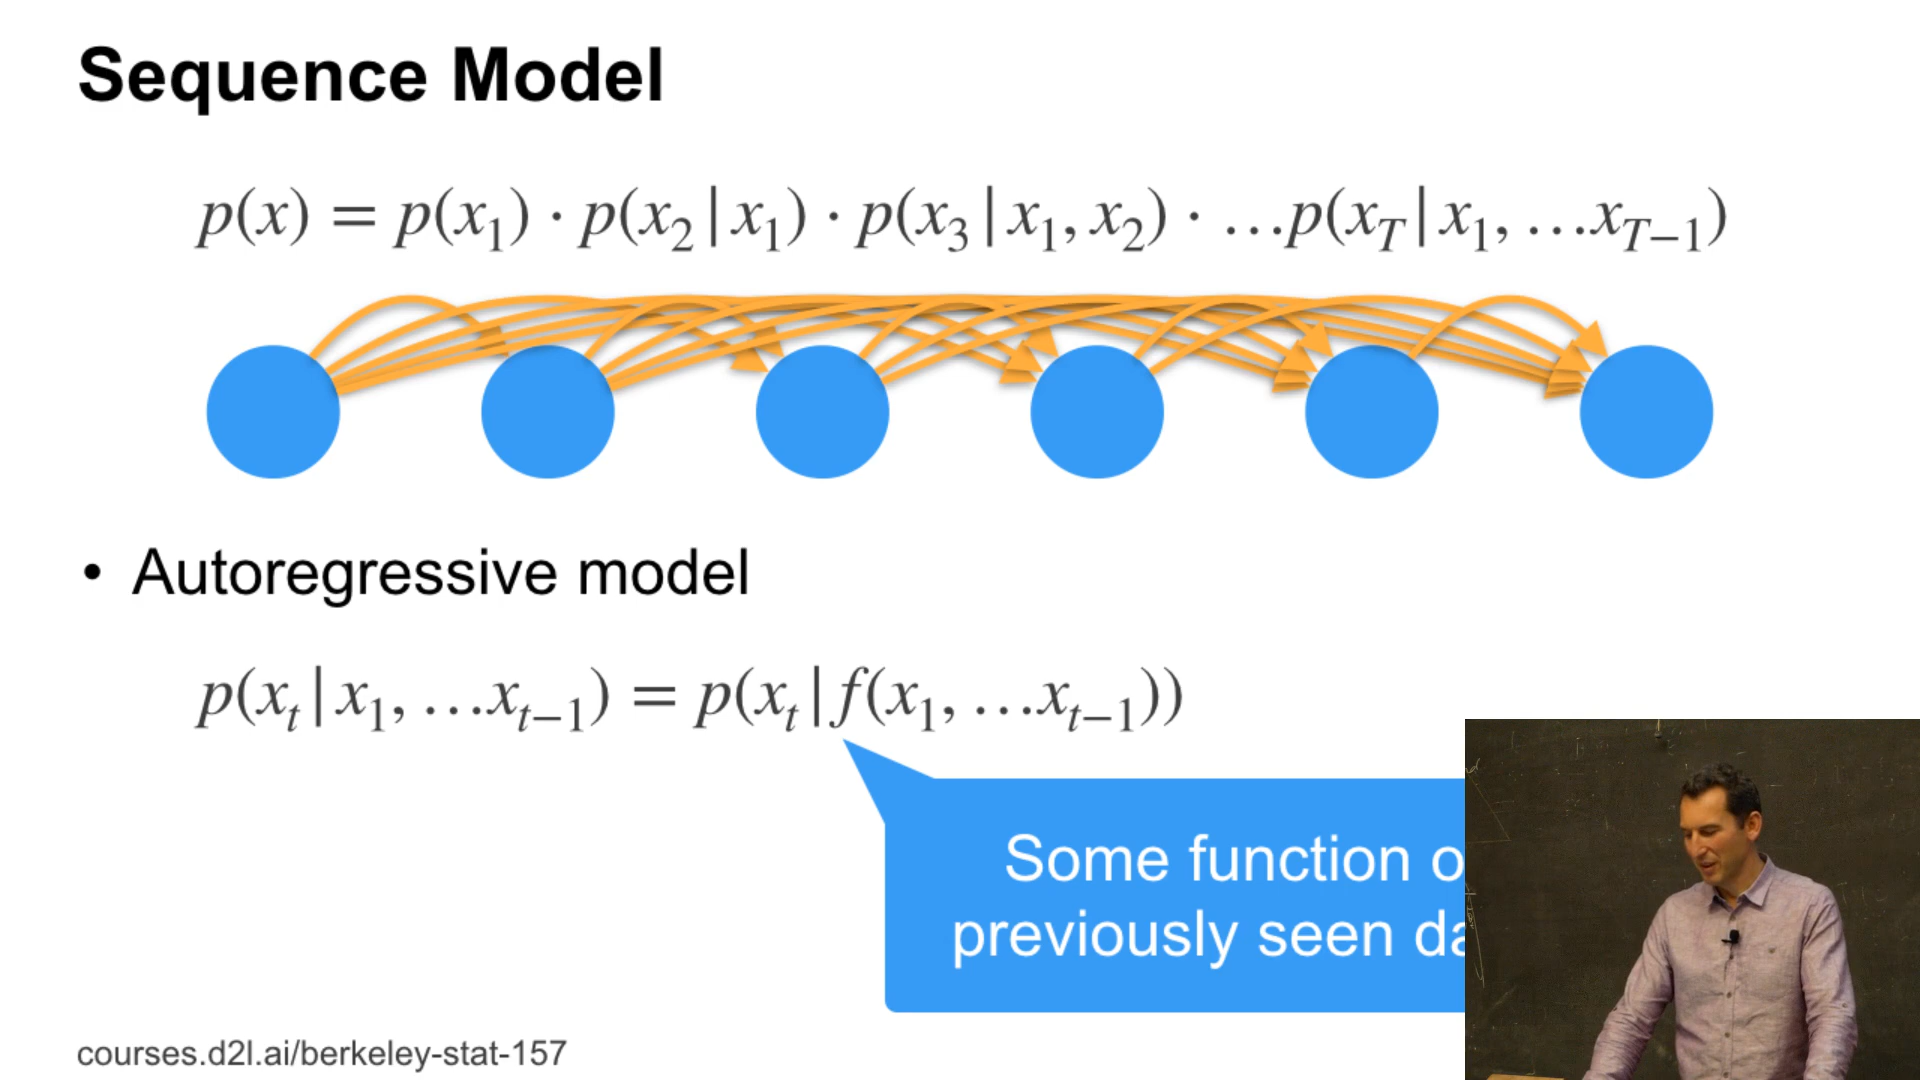 Sequence Model
p(x) = p(x₁) · p(x₂|x₁) · p(x₃|x₁, x₂) · …p(x_T|x₁, …x_{T−1})
• Autoregressive model
p(x_t|x₁, …x_{t−1}) = p(x_t|f(x₁, …x_{t−1}))
Some function
previously seen
courses.d2l.ai/berkeley-stat-157